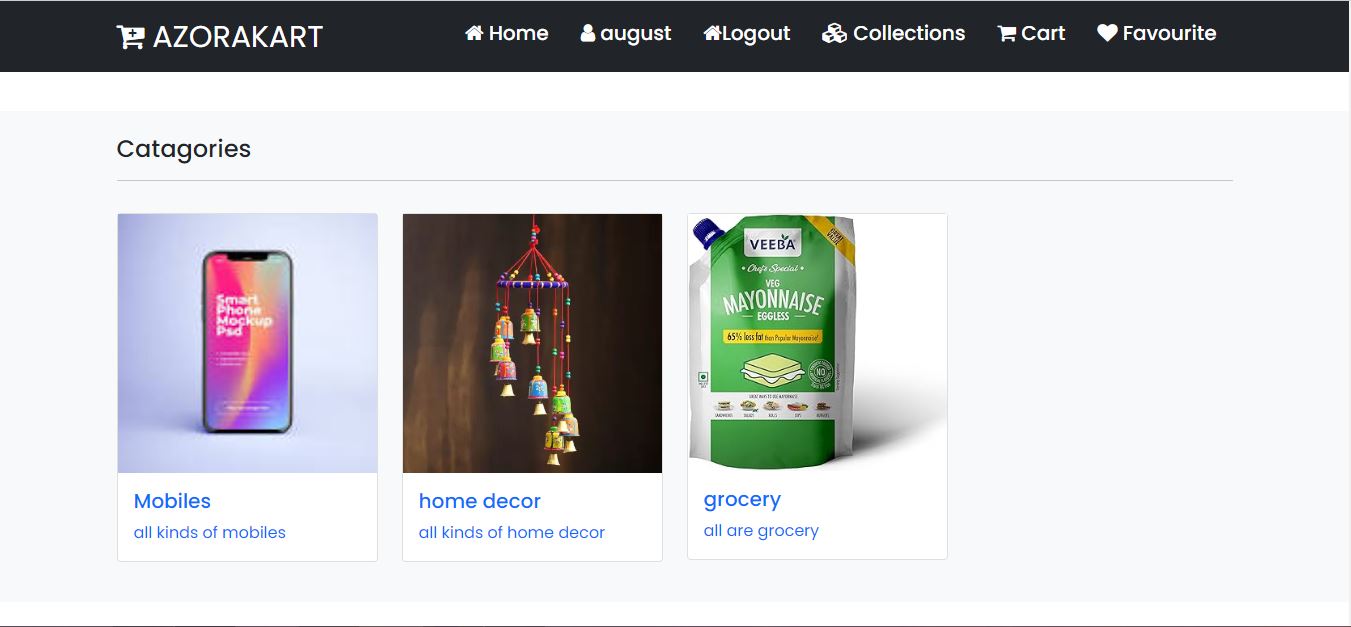 AZORAKART
Home
august
Logout
Collections
Cart
Favourite
Catagories
Smart
Phone
Mockup
Psd
VEEBA
• Chef's Special •
VEG
MAYONNAISE
EGGLESS
65% less fat than Popular Mayonnaise
NO
Mobiles
all kinds of mobiles
home decor
all kinds of home decor
grocery
all are grocery